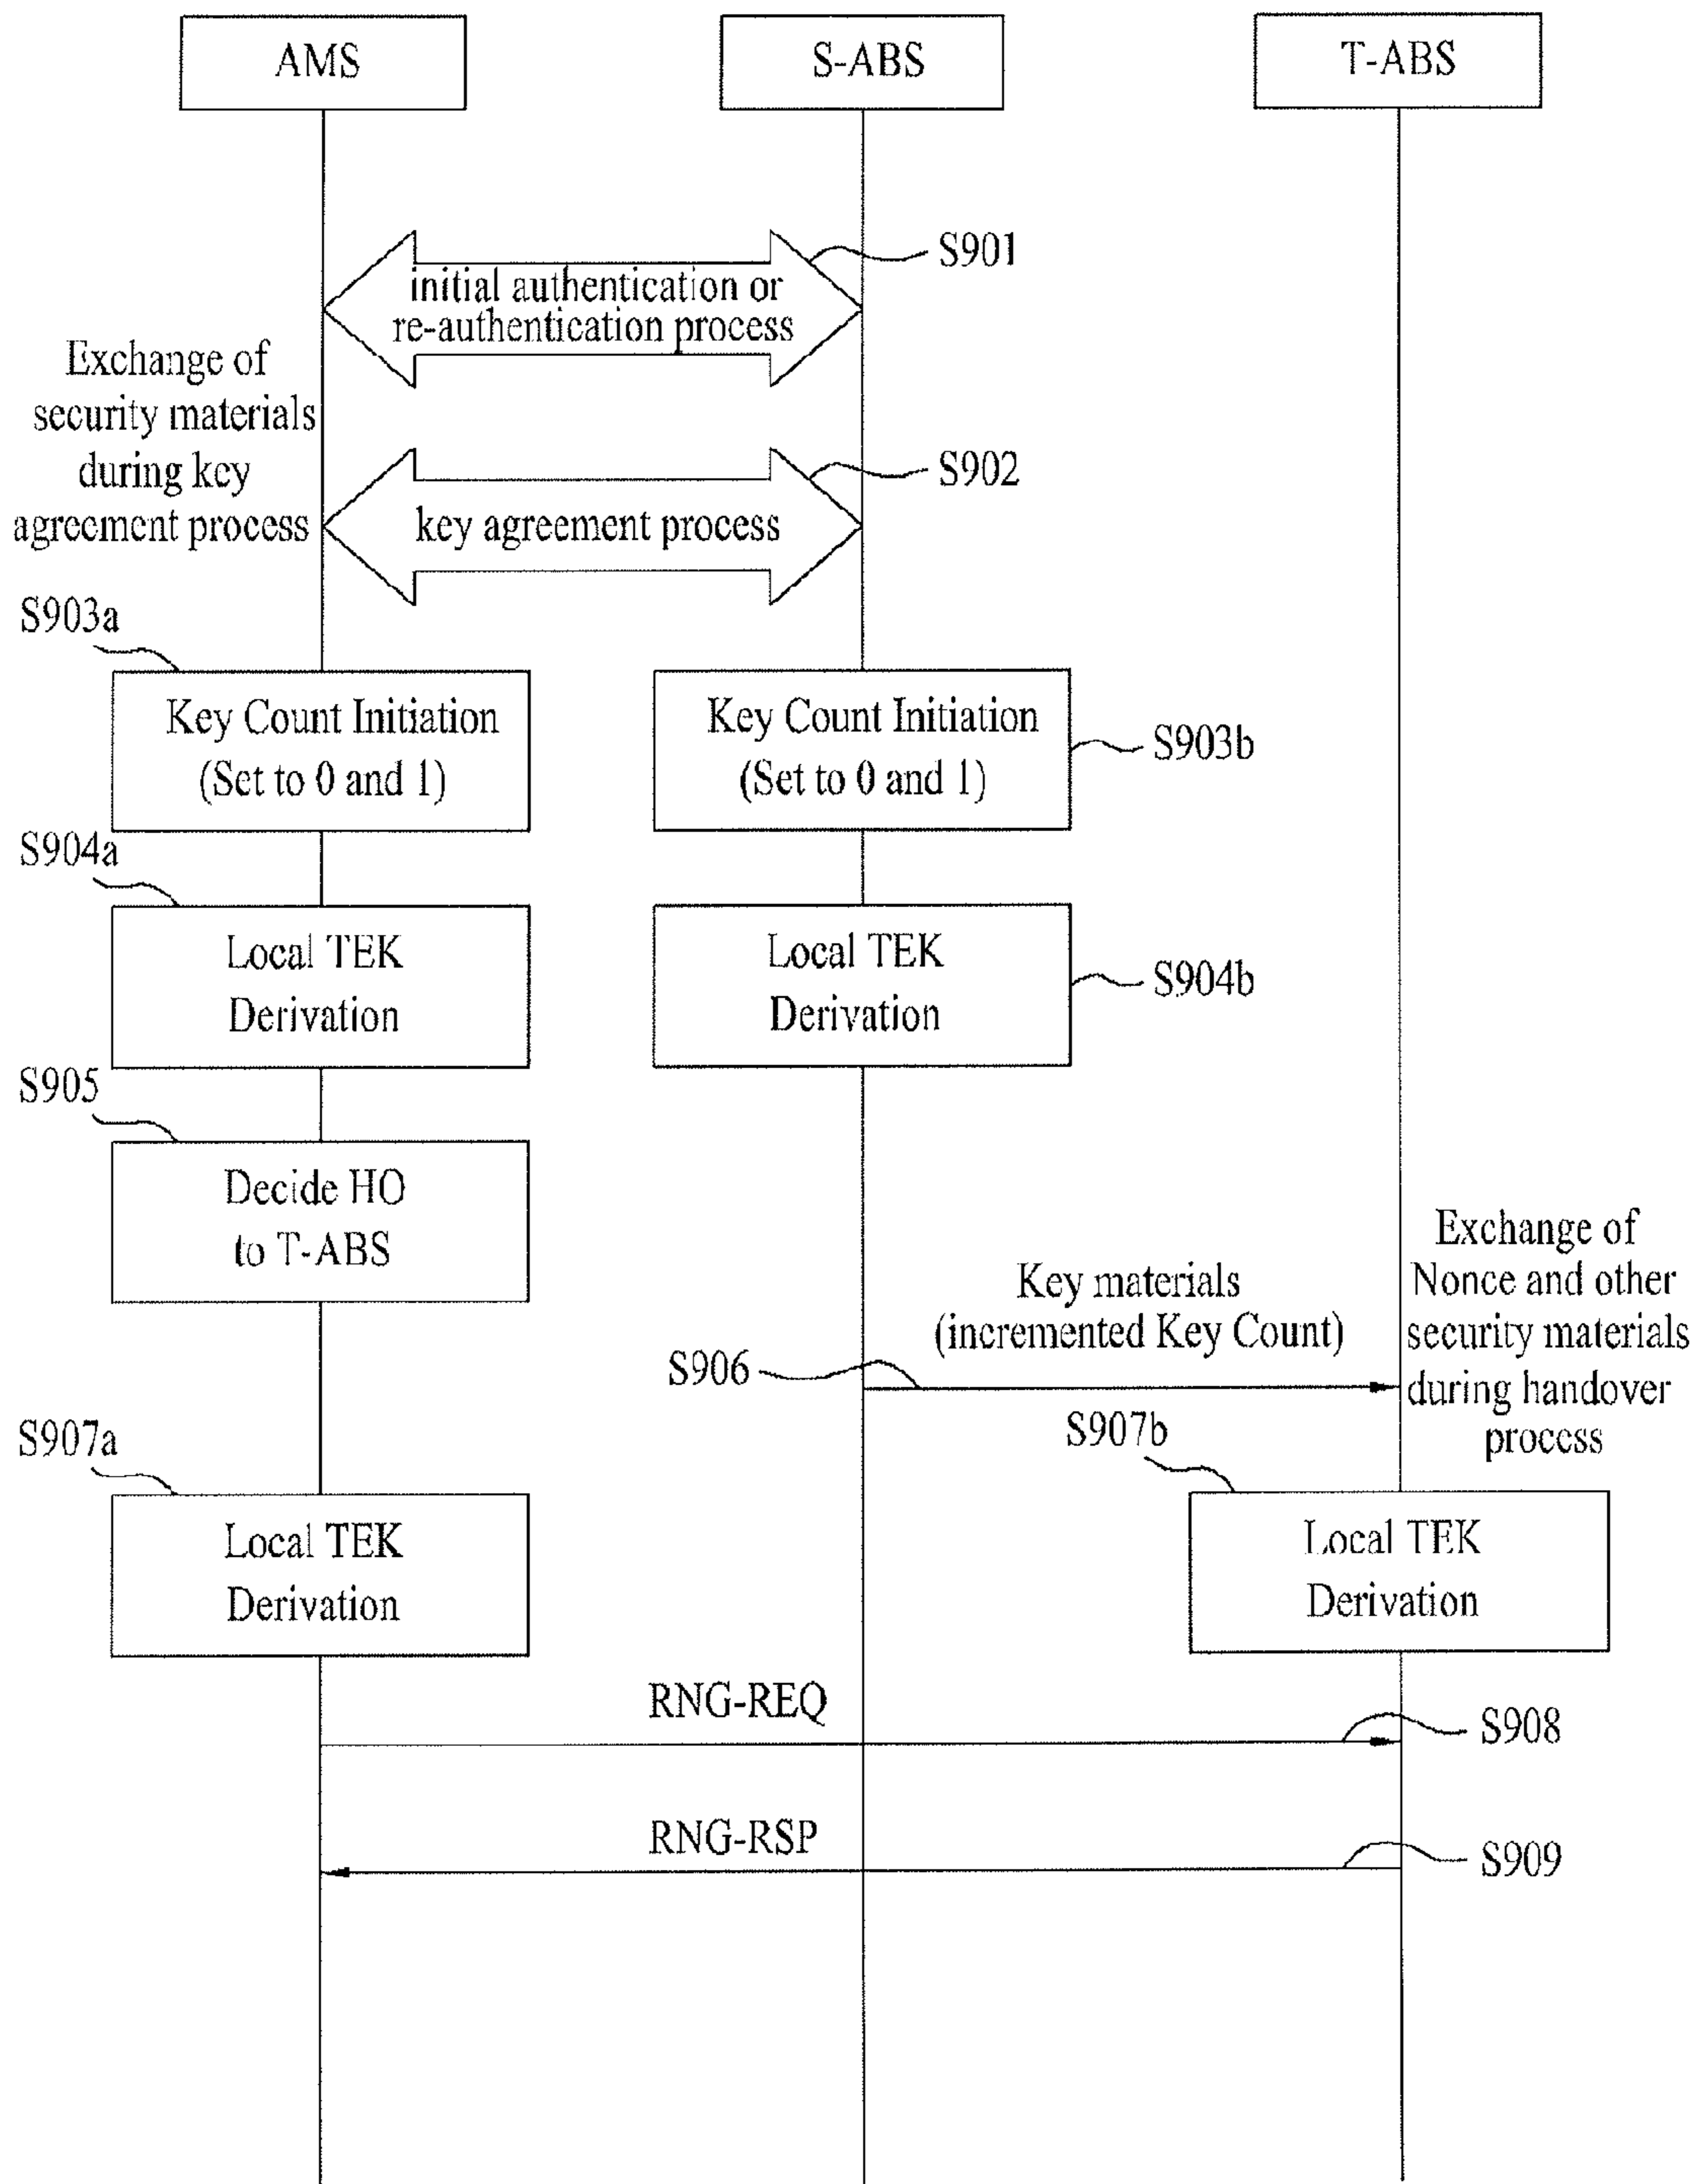 AMS
S-ABS
T-ABS
S901
initial authentication or
re-authentication process
Exchange of
security materials
during key
agreement process
S902
key agreement process
S903a
Key Count Initiation
(Set to 0 and 1)
Key Count Initiation
(Set to 0 and 1)
S903b
S904a
Local TEK
Derivation
Local TEK
Derivation
S904b
S905
Decide HO
to T-ABS
Key materials
(incremented Key Count)
S906
Exchange of
Nonce and other
security materials
during handover
process
S907a
Local TEK
Derivation
S907b
Local TEK
Derivation
RNG-REQ
S908
RNG-RSP
S909